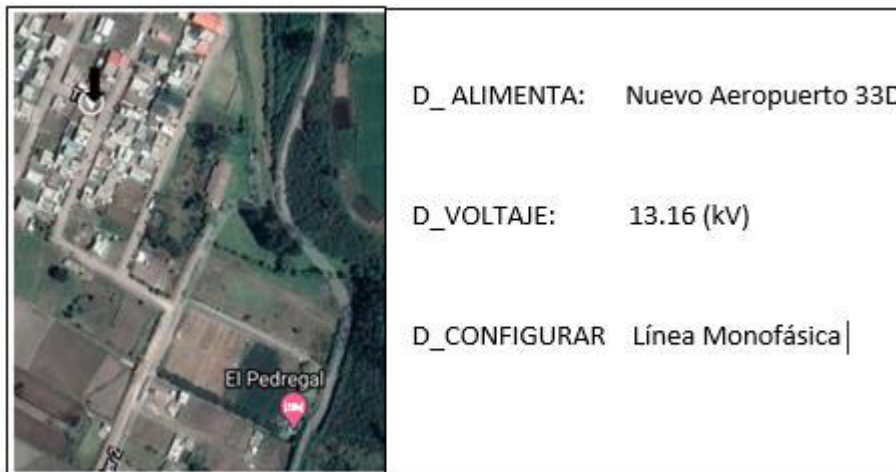 D_ ALIMENTA: Nuevo Aeropuerto 33D
D_VOLTAJE: 13.16 (kV)
D_CONFIGURAR Línea Monofásica
El Pedregal